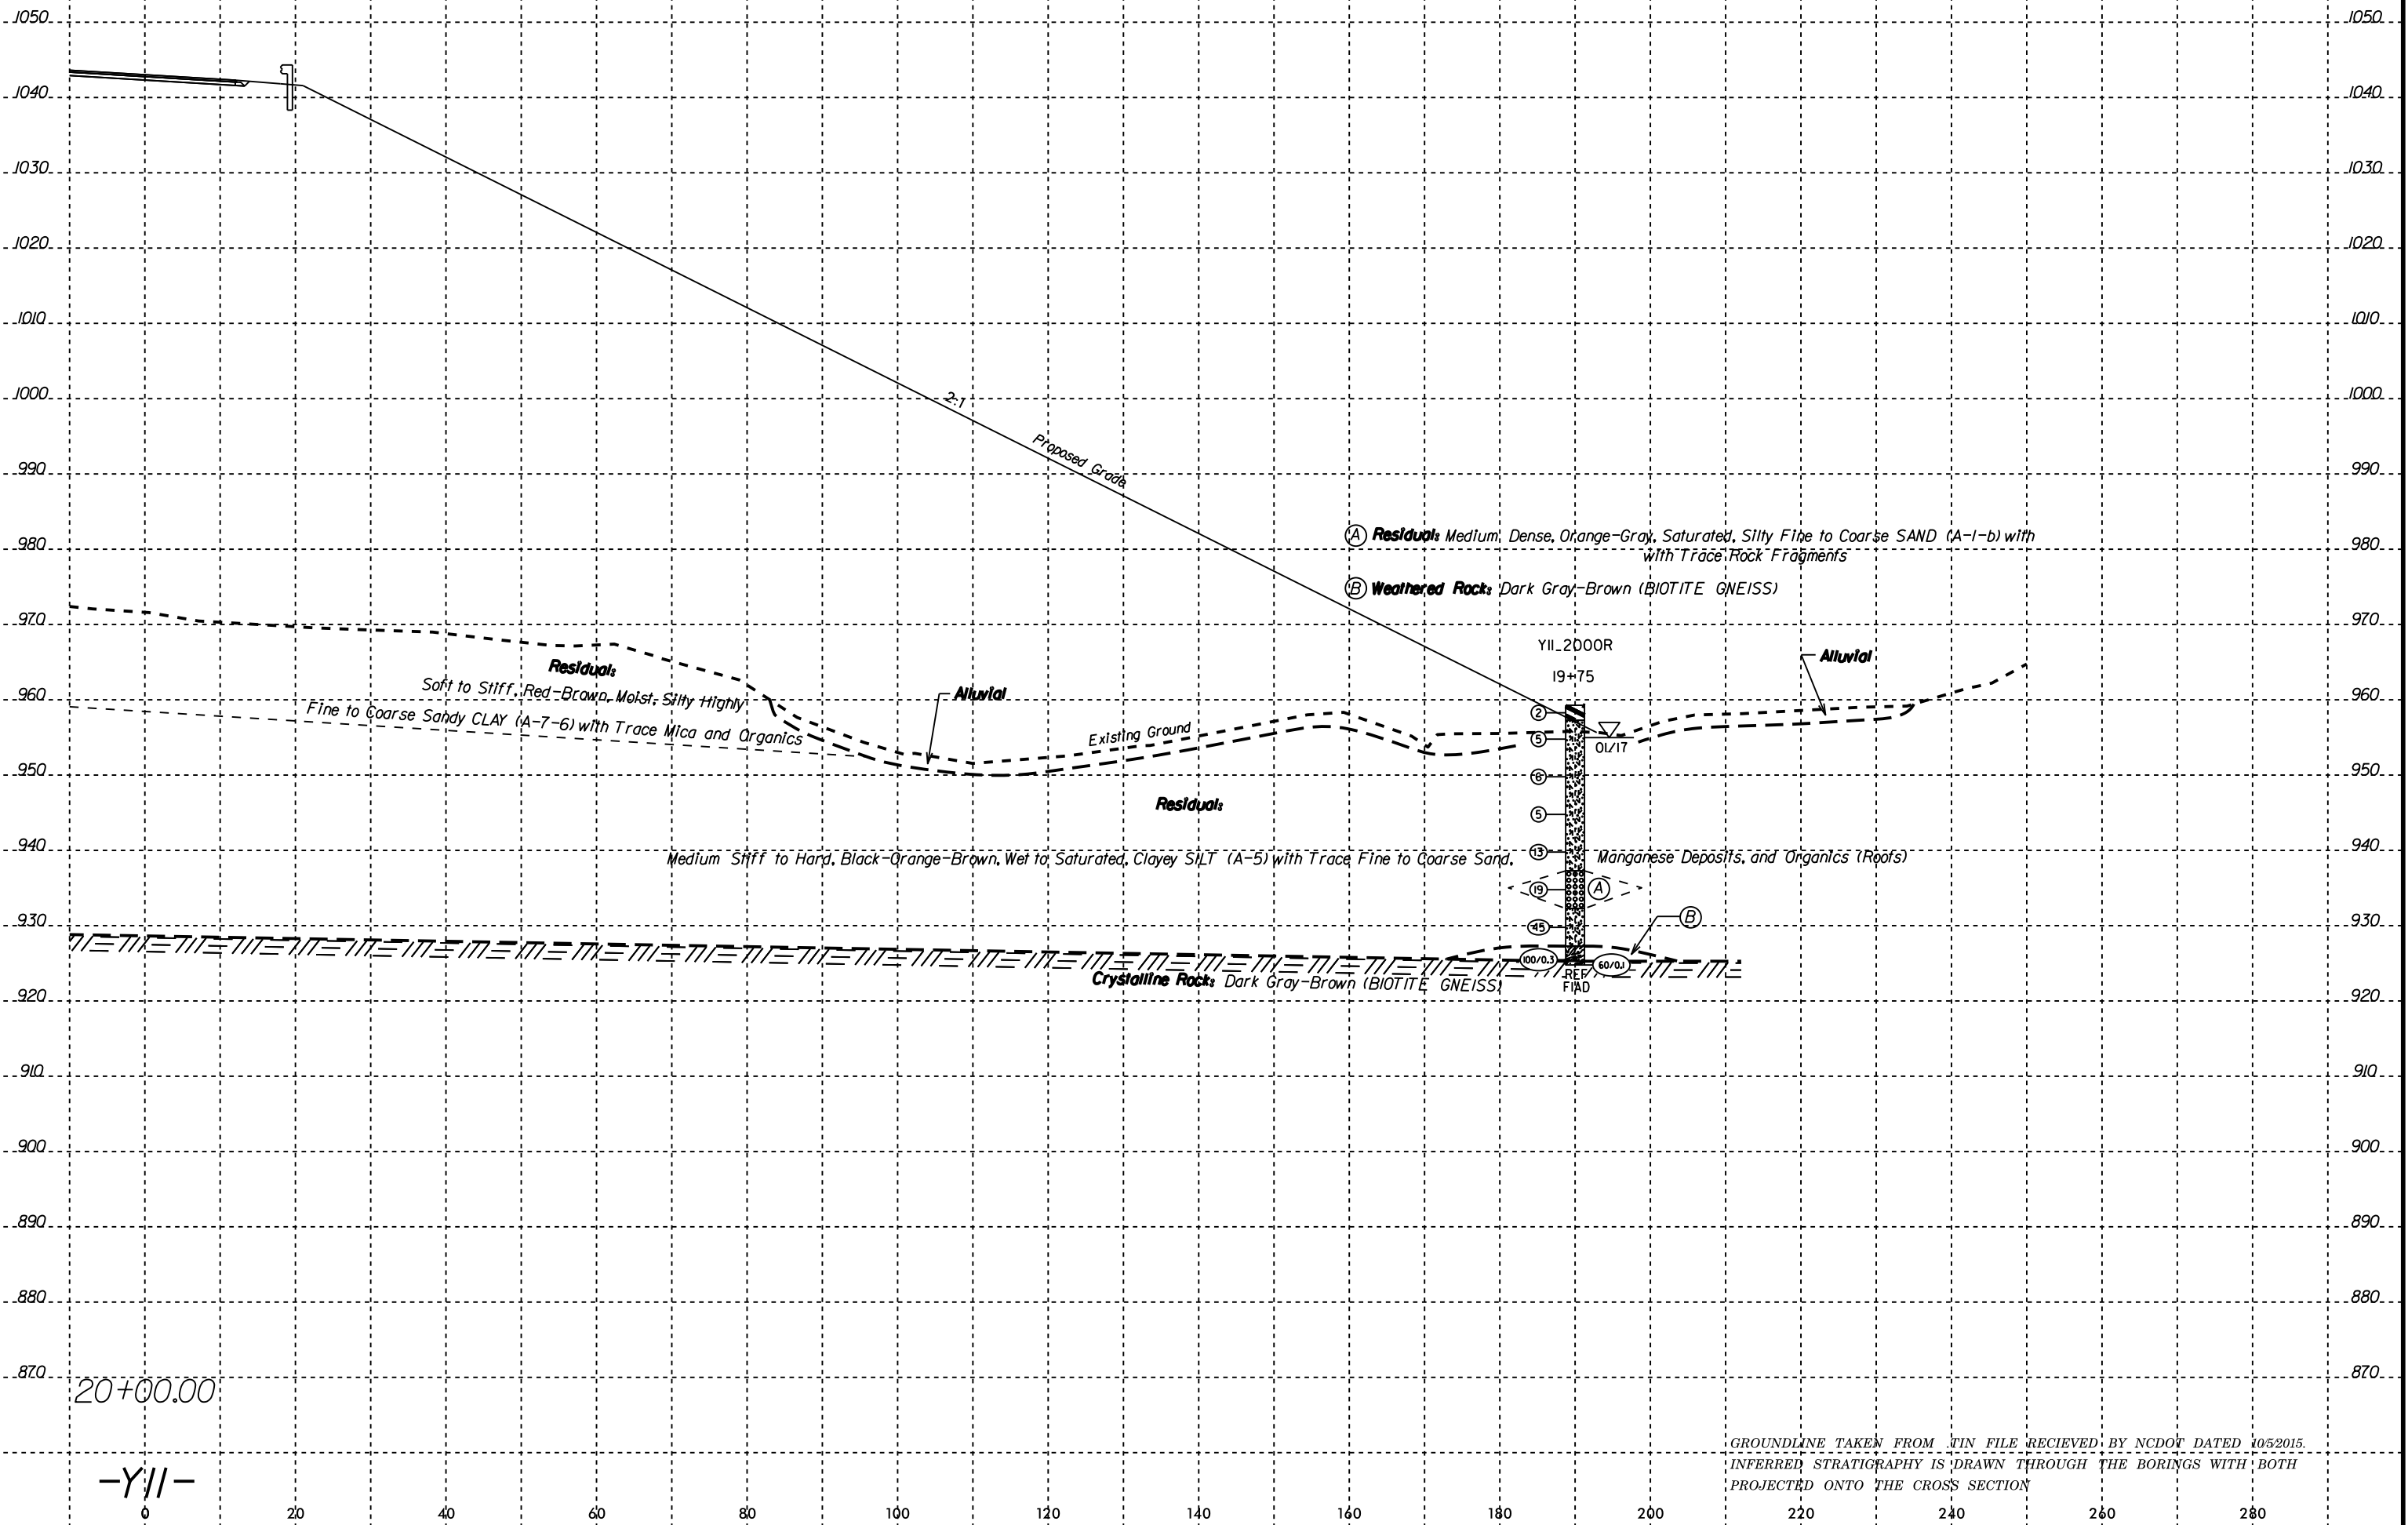 1050 1050
1040 1040
1030 1030
1020 1020
1010 1010
1000 1000
2:1
Proposed Grade
990 990
Ⓐ Residual: Medium Dense, Orange-Gray, Saturated, Silty Fine to Coarse SAND (A-1-b) with
with Trace Rock Fragments
980 980
Ⓑ Weathered Rock: Dark Gray-Brown (BIOTITE GNEISS)
970 970
Y11_2000R
19+75
Residual:
Soft to Stiff, Red-Brown, Moist, Silty Highly
Fine to Coarse Sandy CLAY (A-7-6) with Trace Mica and Organics
Alluvial
Alluvial
960 960
2
Existing Ground
5
01/17
950 950
6
Residual:
5
940 940
13
Medium Stiff to Hard, Black-Orange-Brown, Wet to Saturated, Clayey SILT (A-5) with Trace Fine to Coarse Sand, Manganese Deposits, and Organics (Roots)
19
A
930 930
B
45
100/0.3
60/0.1
REF
FIAD
Crystalline Rock: Dark Gray-Brown (BIOTITE GNEISS)
920 920
910 910
900 900
890 890
880 880
870 870
20+00.00
GROUNDLINE TAKEN FROM .TIN FILE RECIEVED BY NCDOT DATED 10/5/2015.
INFERRED STRATIGRAPHY IS DRAWN THROUGH THE BORINGS WITH BOTH
PROJECTED ONTO THE CROSS SECTION
-Y11-
0 20 40 60 80 100 120 140 160 180 200 220 240 260 280